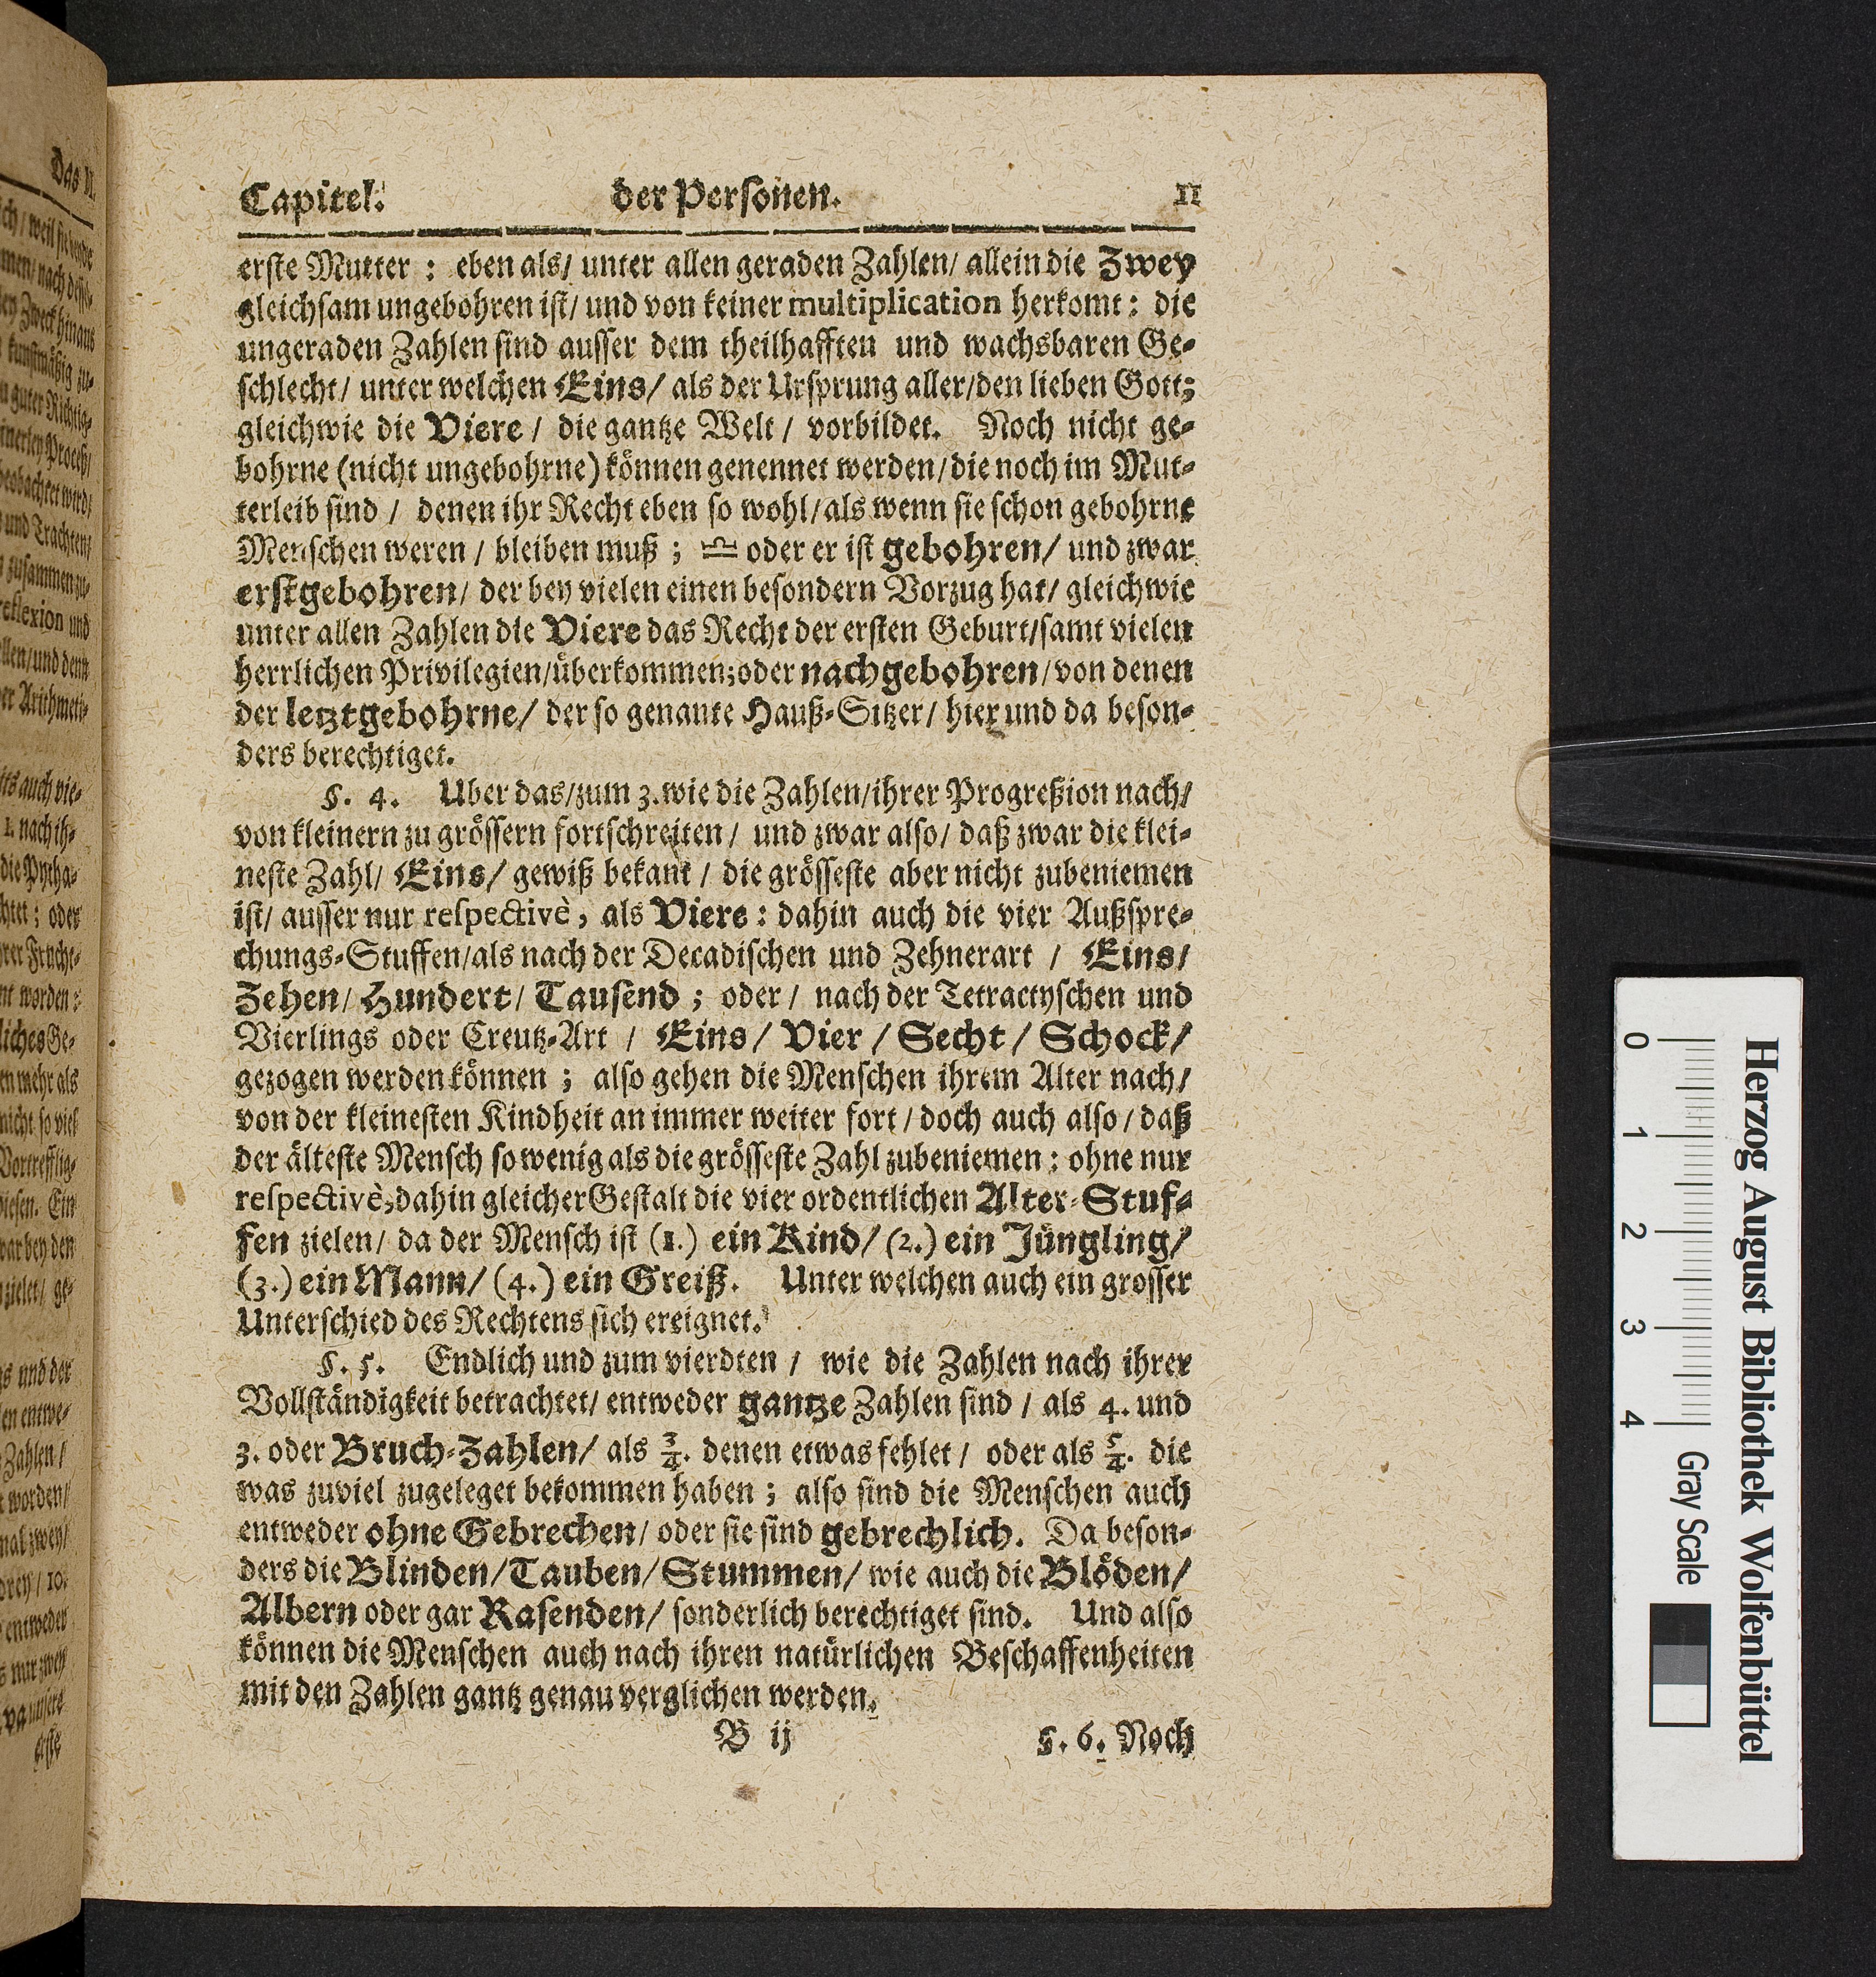 Capitel. der Personen. 11
erste Mutter : eben als/ unter allen geraden Zahlen/ allein die Zwey
gleichsam ungebohren ist/ und von keiner multiplication herkomt: die
ungeraden Zahlen sind ausser dem theilhafften und wachsbaren Ge-
schlecht/ unter welchen Eins/ als der Ursprung aller/den lieben Gott;
gleichwie die Viere / die gantze Welt / vorbildet. Noch nicht ge-
bohrne (nicht ungebohrne) können genennet werden/die noch im Mut-
terleib sind / denen ihr Recht eben so wohl/als wenn sie schon gebohrne
Menschen weren / bleiben muß ; ♎ oder er ist gebohren/ und zwar
erstgebohren/ der bey vielen einen besondern Vorzug hat/ gleichwie
unter allen Zahlen die Viere das Recht der ersten Geburt/samt vielen
herrlichen Privilegien/überkommen;oder nachgebohren/von denen
der letztgebohrne/ der so genante Hauß-Sitzer/ hier und da beson-
ders berechtiget.
§. 4. Uber das/zum 3.wie die Zahlen/ihrer Progreßion nach/
von kleinern zu grössern fortschreiten/ und zwar also/ daß zwar die klei-
neste Zahl/ Eins/ gewiß bekant / die grösseste aber nicht zubeniemen
ist/ ausser nur respectivè, als Viere : dahin auch die vier Außspre-
chungs-Stuffen/als nach der Decadischen und Zehnerart / Eins/
Zehen/ Hundert/ Tausend ; oder / nach der Tetractyschen und
Vierlings oder Creutz-Art / Eins/ Vier / Secht / Schock/
gezogen werden können ; also gehen die Menschen ihrem Alter nach/
von der kleinesten Kindheit an immer weiter fort / doch auch also / daß
der älteste Mensch so wenig als die grösseste Zahl zubeniemen : ohne nur
respectivè,dahin gleicher Gestalt die vier ordentlichen Alter-Stuf-
fen zielen/ da der Mensch ist (1.) ein Kind/ (2.) ein Jüngling/
(3.) ein Mann/ (4.) ein Greiß. Unter welchen auch ein grosser
Unterschied des Rechtens sich ereignet.
§. 5. Endlich und zum vierdten / wie die Zahlen nach ihrer
Vollständigkeit betrachtet/ entweder gantze Zahlen sind / als 4. und
3. oder Bruch-Zahlen/ als 3/4. denen etwas fehlet / oder als 5/4. die
was zuviel zugeleget bekommen haben ; also sind die Menschen auch
entweder ohne Gebrechen/ oder sie sind gebrechlich. Da beson-
ders die Blinden/Tauben/Stummen/ wie auch die Blöden/
Albern oder gar Rasenden/ sonderlich berechtiget sind. Und also
können die Menschen auch nach ihren natürlichen Beschaffenheiten
mit den Zahlen gantz genau verglichen werden.
B ij §. 6. Noch
Herzog August Bibliothek Wolfenbüttel
0 1 2 3 4 Gray Scale